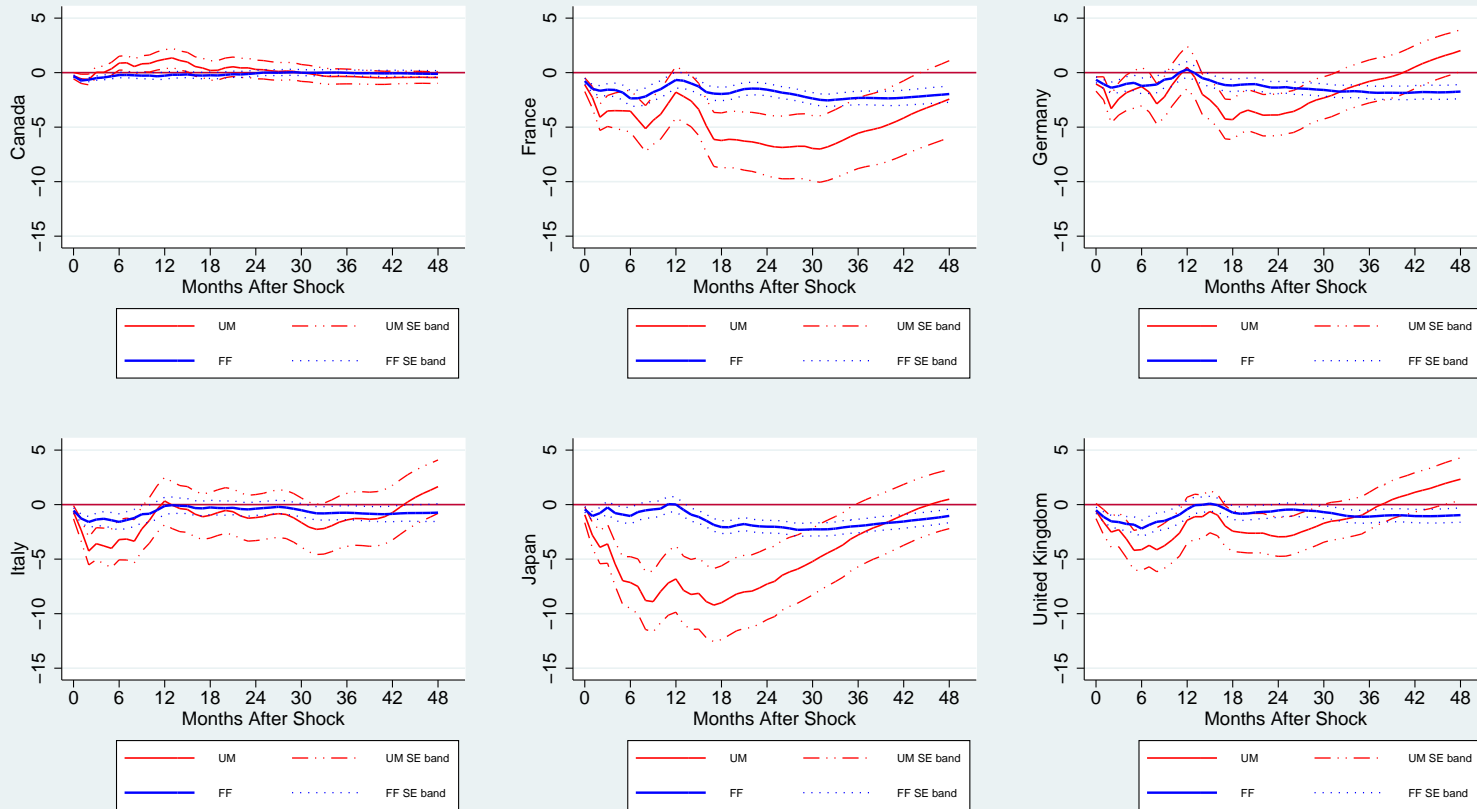 5
0
−5
−10
−15
Canada
0 6 12 18 24 30 36 42 48
Months After Shock
UM
UM SE band
FF
FF SE band
5
0
−5
−10
−15
France
0 6 12 18 24 30 36 42 48
Months After Shock
UM
UM SE band
FF
FF SE band
5
0
−5
−10
−15
Germany
0 6 12 18 24 30 36 42 48
Months After Shock
UM
UM SE band
FF
FF SE band
5
0
−5
−10
−15
Italy
0 6 12 18 24 30 36 42 48
Months After Shock
UM
UM SE band
FF
FF SE band
5
0
−5
−10
−15
Japan
0 6 12 18 24 30 36 42 48
Months After Shock
UM
UM SE band
FF
FF SE band
5
0
−5
−10
−15
United Kingdom
0 6 12 18 24 30 36 42 48
Months After Shock
UM
UM SE band
FF
FF SE band